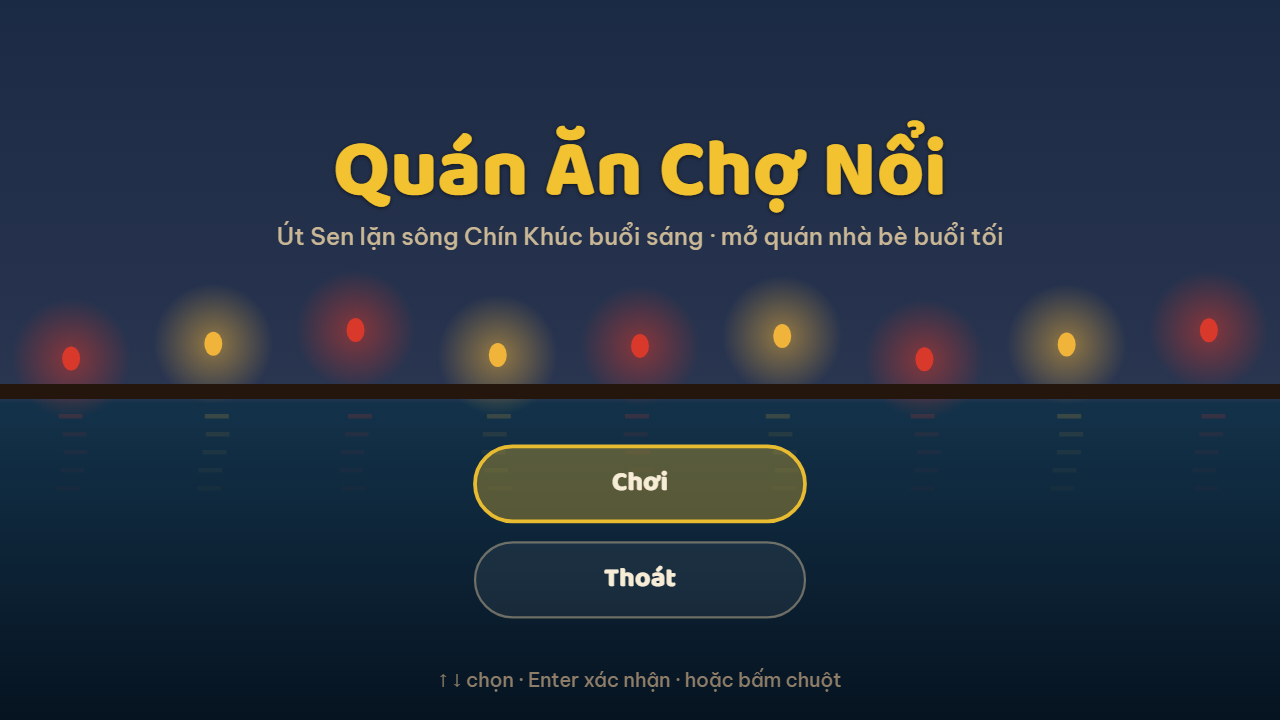 Quán Ăn Chợ Nổi
Út Sen lặn sông Chín Khúc buổi sáng · mở quán nhà bè buổi tối
Chơi
Thoát
↑ ↓ chọn · Enter xác nhận · hoặc bấm chuột